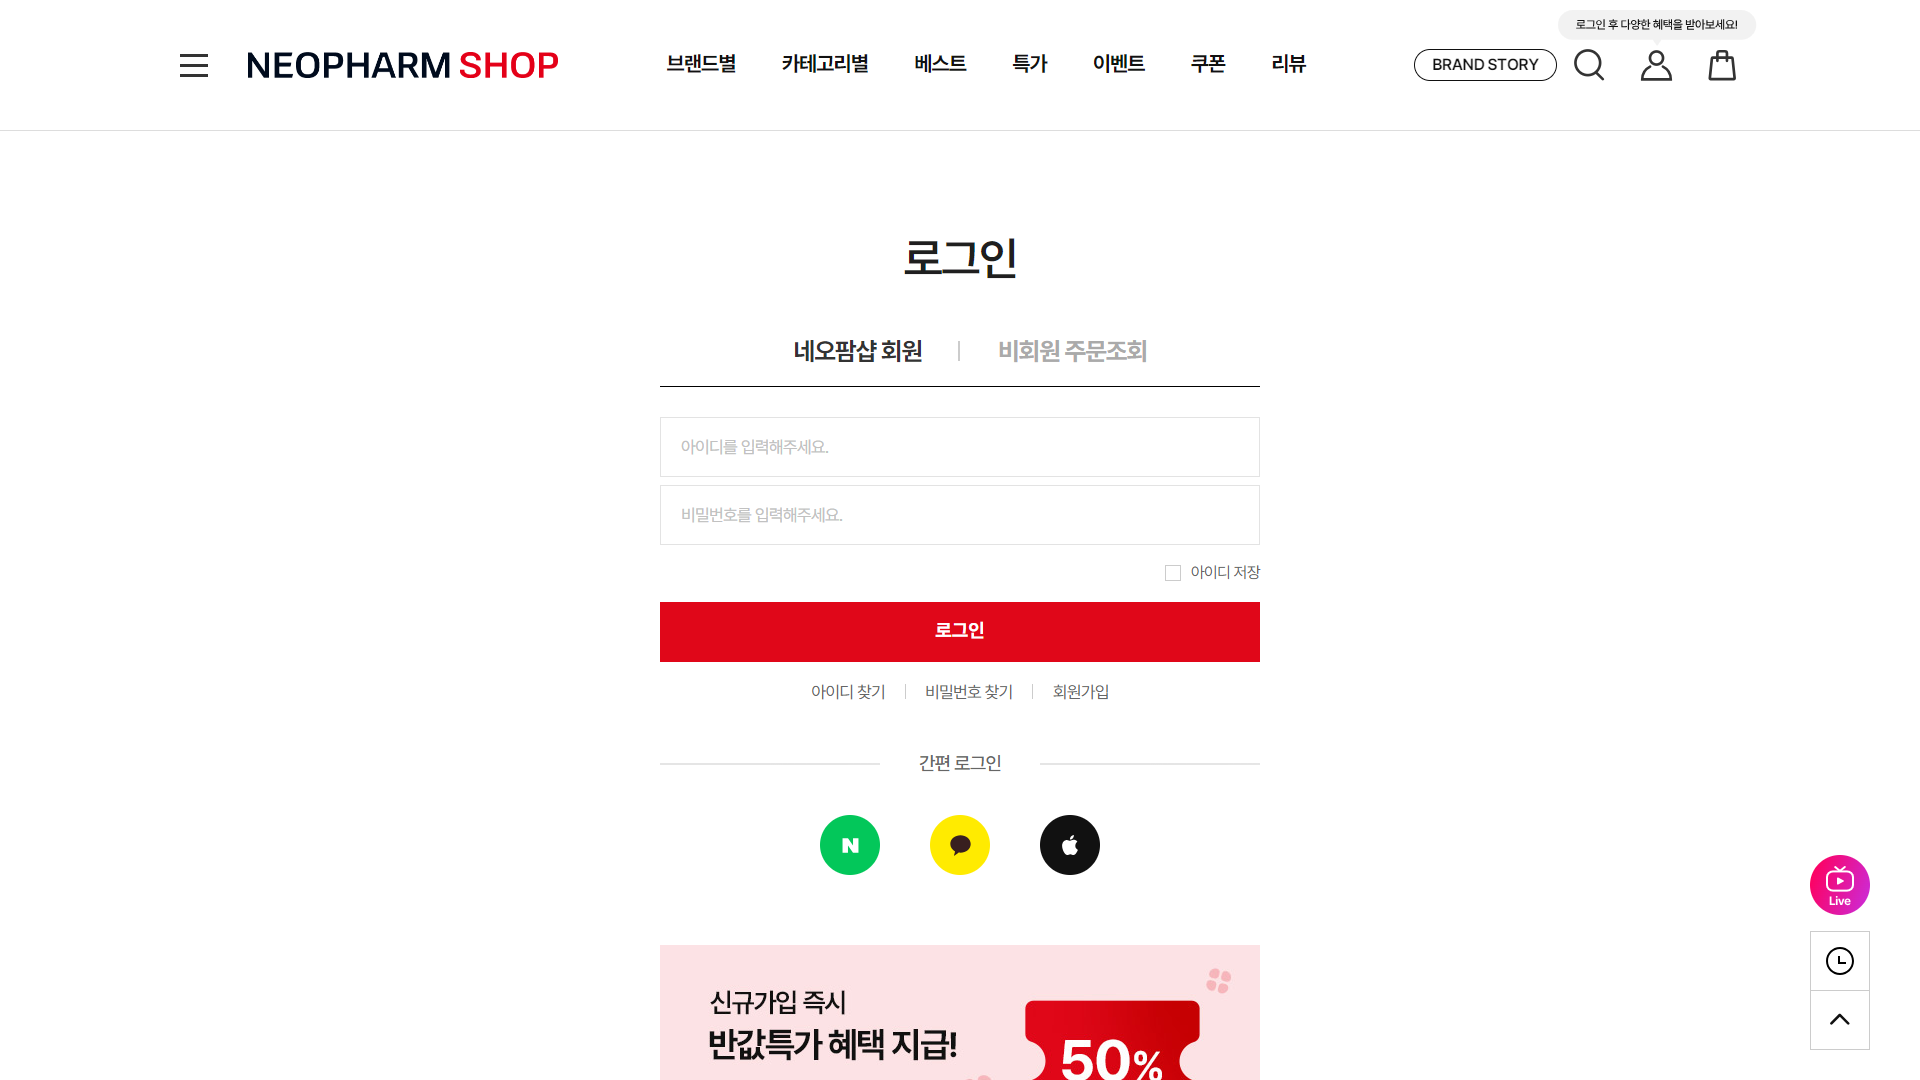 로그인 후 다양한 혜택을 받아보세요!
NEOPHARM SHOP
브랜드별 카테고리별 베스트 특가 이벤트 쿠폰 리뷰
BRAND STORY
로그인
네오팜샵 회원 비회원 주문조회
아이디를 입력해주세요.
비밀번호를 입력해주세요.
아이디 저장
로그인
아이디 찾기 비밀번호 찾기 회원가입
간편 로그인
N
Live
신규가입 즉시
반값특가 혜택 지급!
50%